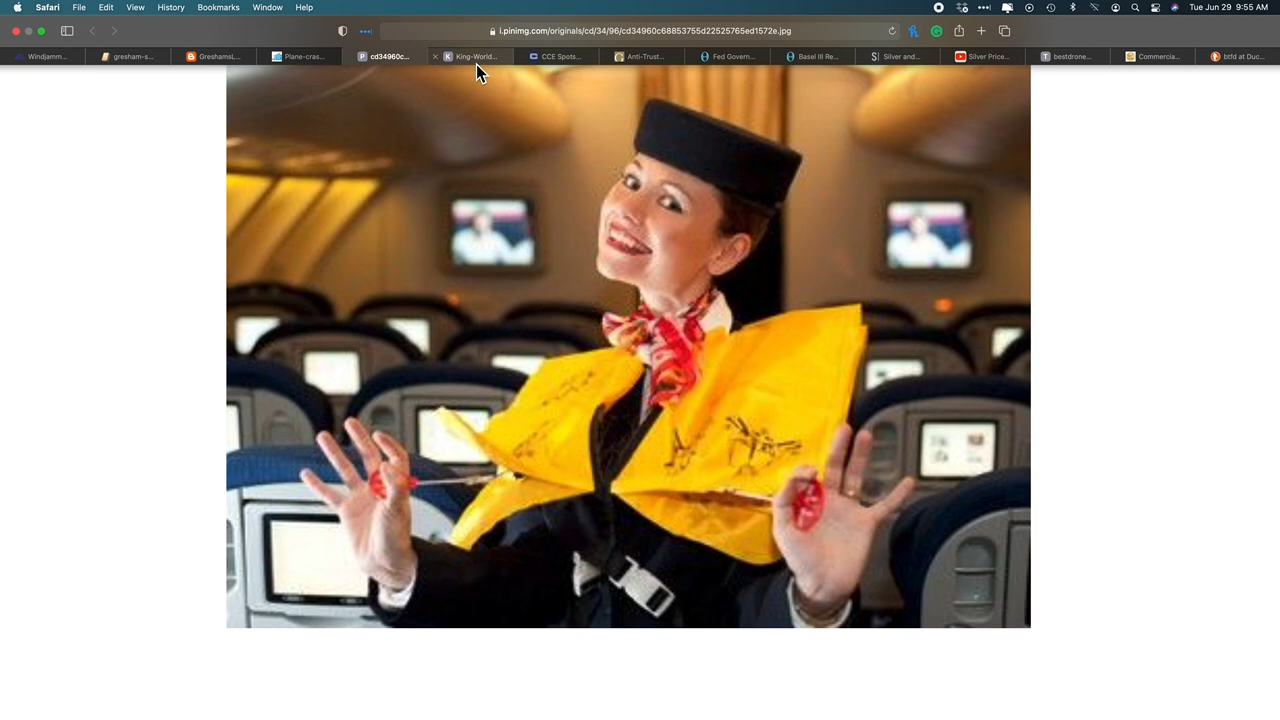 Safari File Edit View History Bookmarks Window Help Tue Jun 29 9:55 AM
i.pinimg.com/originals/cd/34/96/cd34960c68853755d22525765ed1572e.jpg
Windjamm... gresham-s... GreshamsL... Plane-cras... cd34960c... King-World... CCE Spots... Anti-Trust... Fed Govern... Basel III Re... Silver and... Silver Price... bestdrone... Commercia... btfd at Duc...